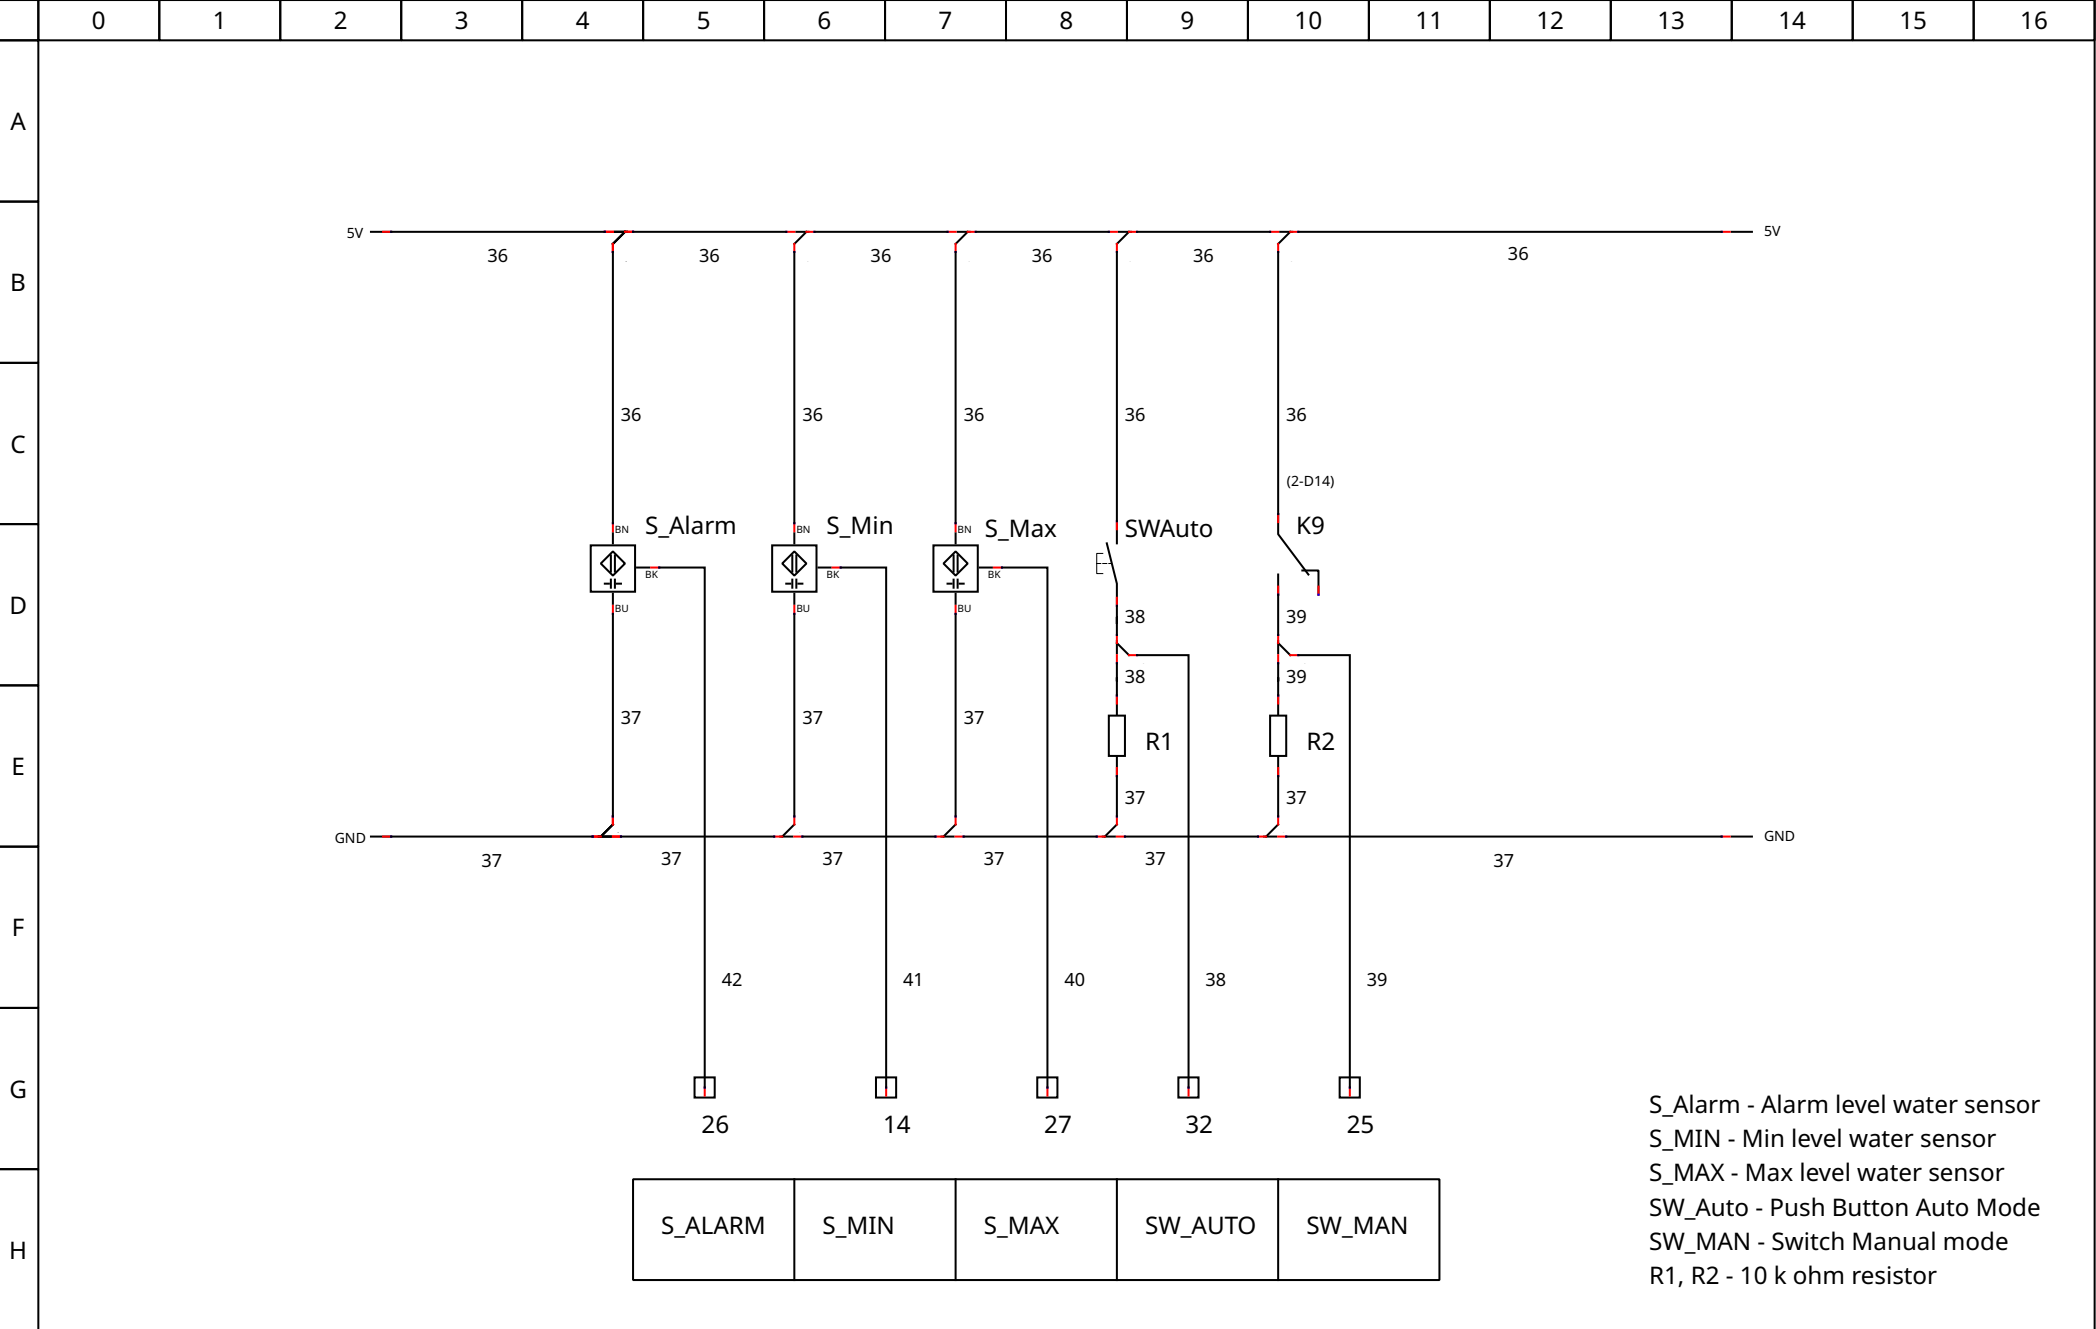 0 1 2 3 4 5 6 7 8 9 10 11 12 13 14 15 16
A
5V 5V
36 36 36 36 36 36
B
36 36 36 36 36
C
(2-D14)
BN S_Alarm BN S_Min BN S_Max SWAuto K9
BK BK BK
D
BU BU BU
38 39
38 39
37 37 37
R1 R2
E
37 37
GND GND
37 37 37 37 37 37
F
42 41 40 38 39
G
26 14 27 32 25
S_ALARM S_MIN S_MAX SW_AUTO SW_MAN
H
S_Alarm - Alarm level water sensor
S_MIN - Min level water sensor
S_MAX - Max level water sensor
SW_Auto - Push Button Auto Mode
SW_MAN - Switch Manual mode
R1, R2 - 10 k ohm resistor